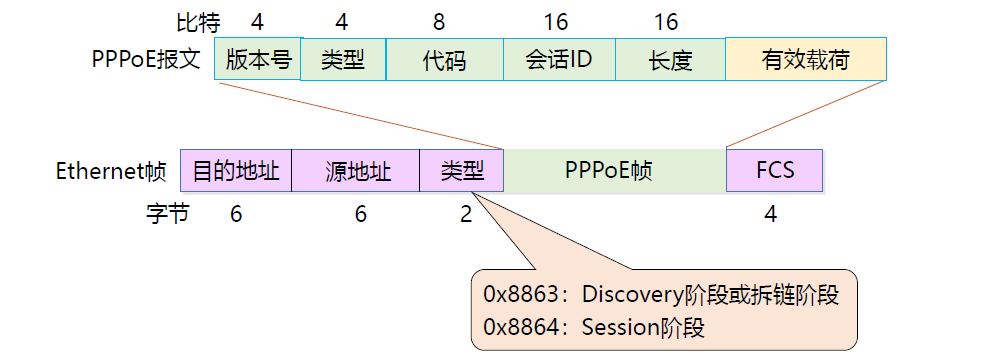 比特 4 4 8 16 16
PPPoE报文 版本号 类型 代码 会话ID 长度 有效载荷
Ethernet帧 目的地址 源地址 类型 PPPoE帧 FCS
字节 6 6 2 4
0x8863：Discovery阶段或拆链阶段
0x8864：Session阶段